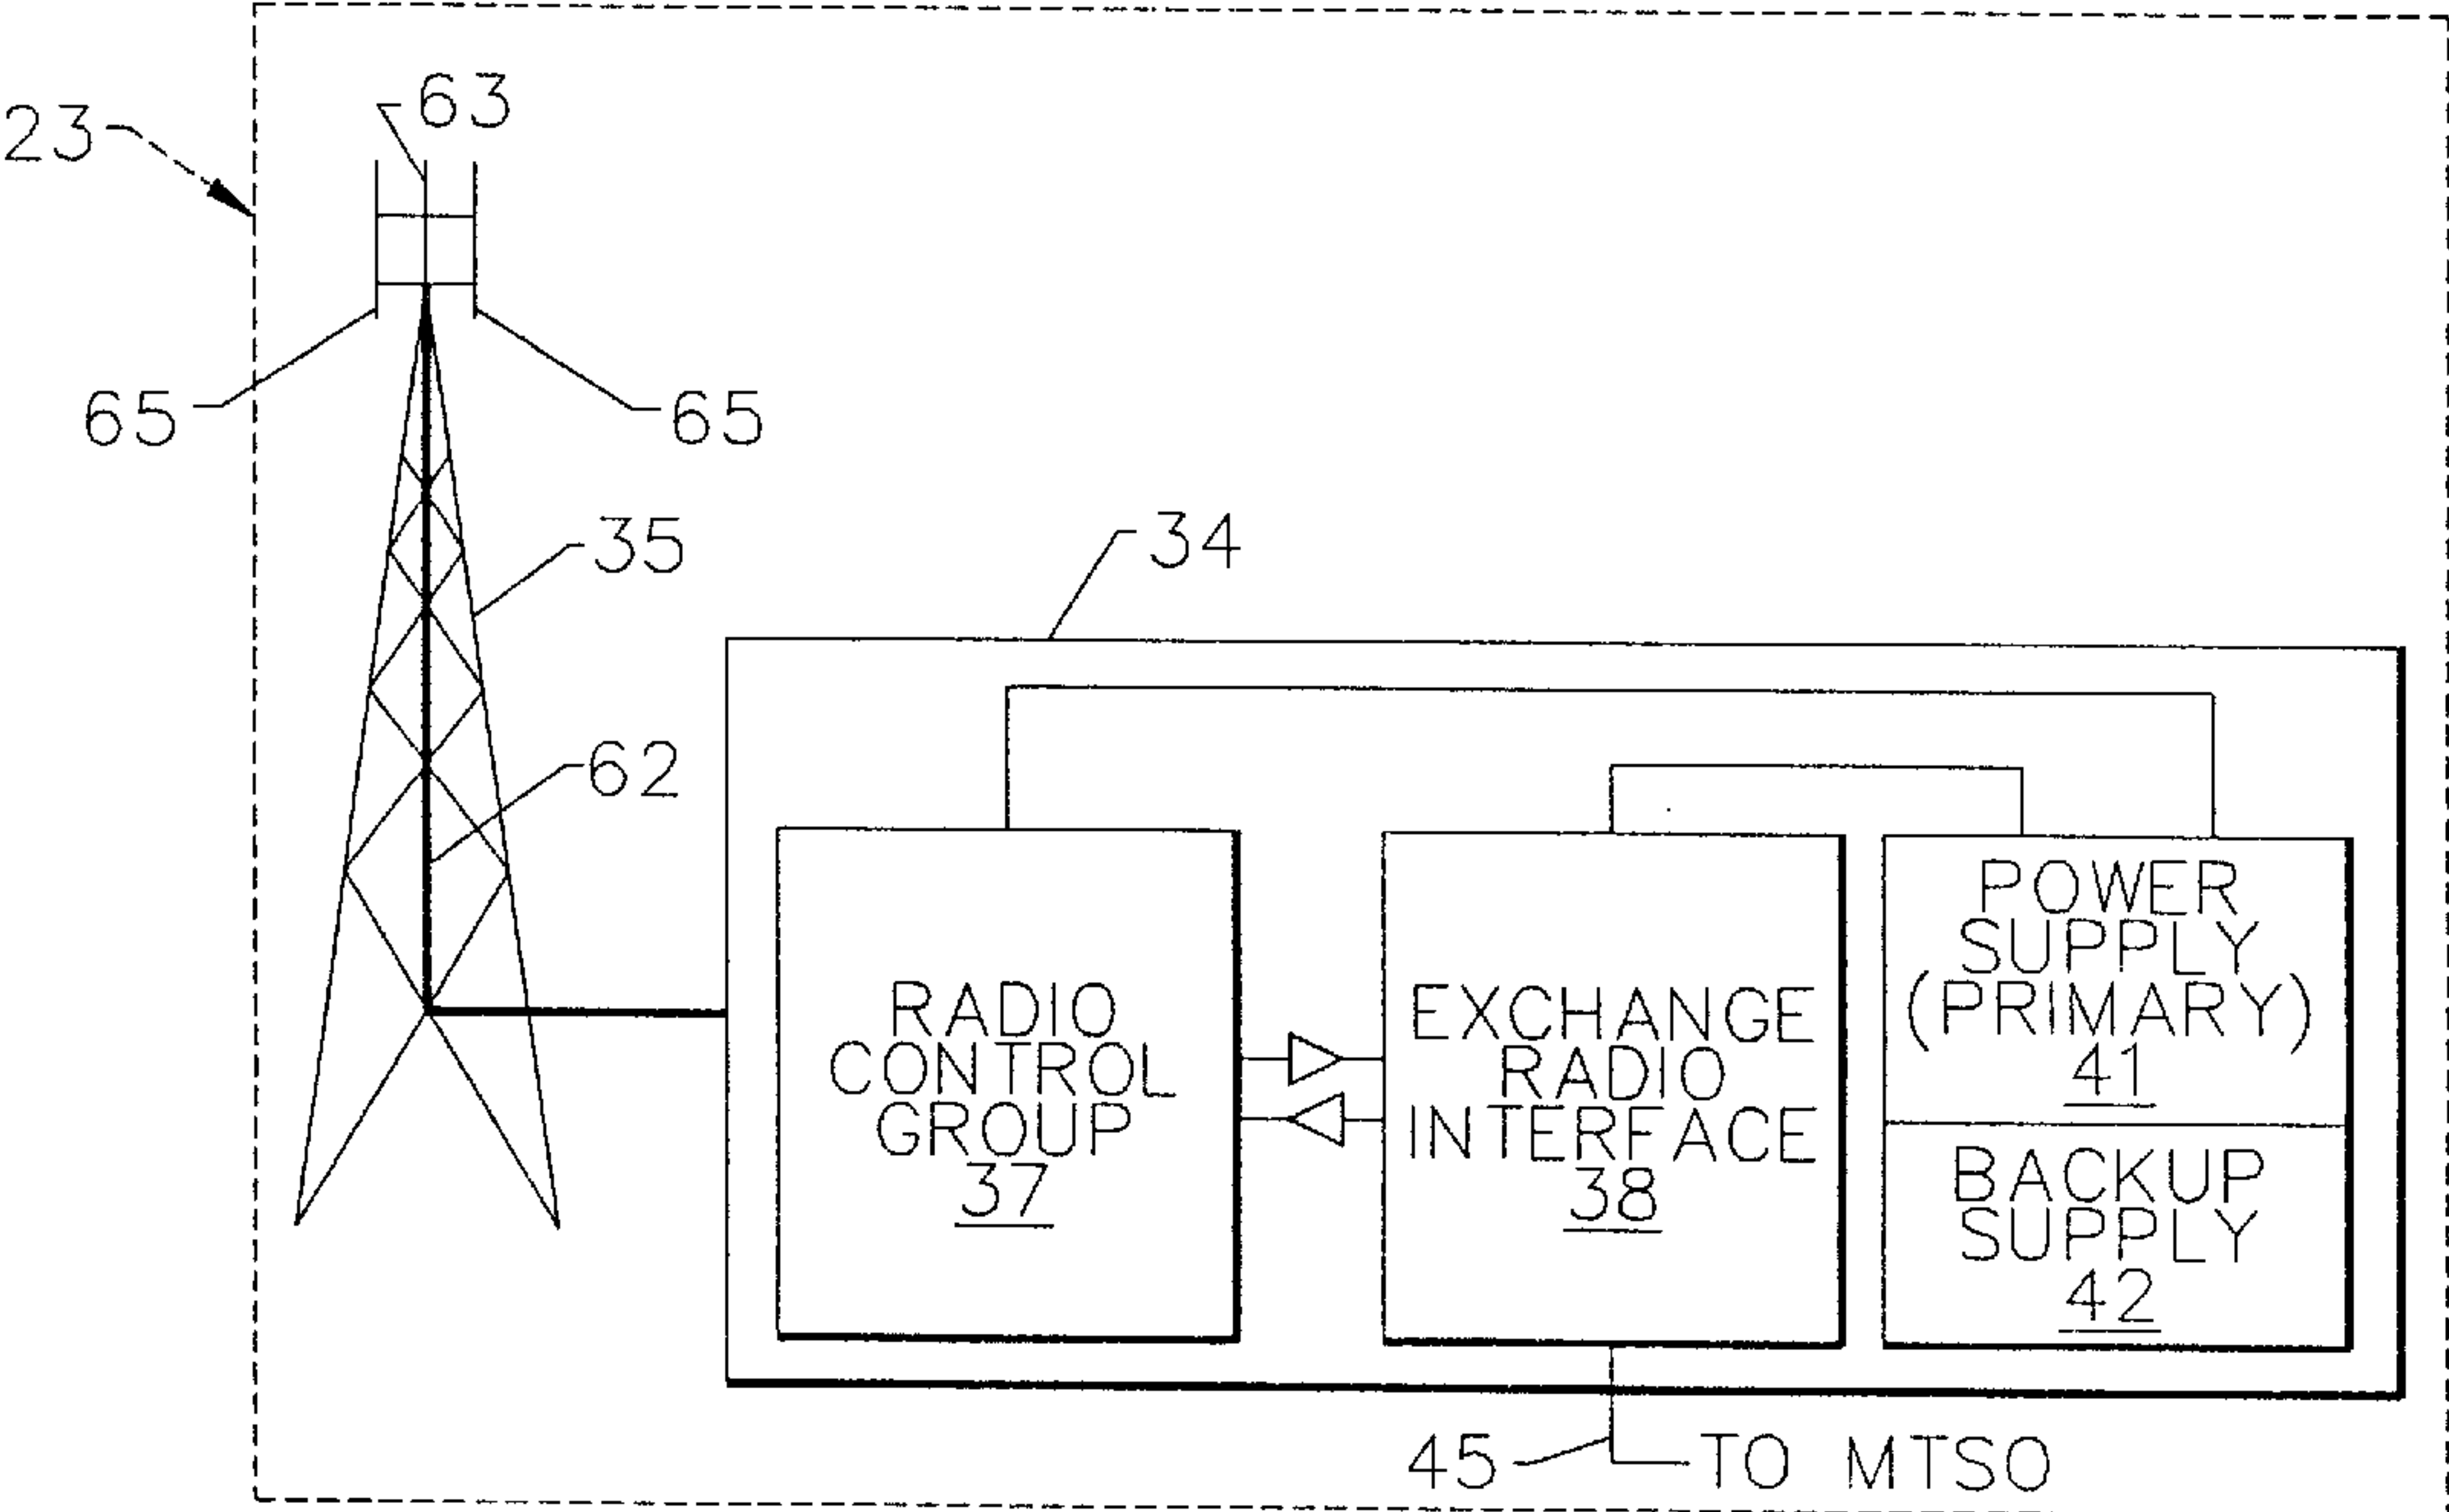 63
23
65
65
35
34
62
RADIO
CONTROL
GROUP
37
EXCHANGE
RADIO
INTERFACE
38
POWER
SUPPLY
(PRIMARY)
41
BACKUP
SUPPLY
42
45
TO MTSO